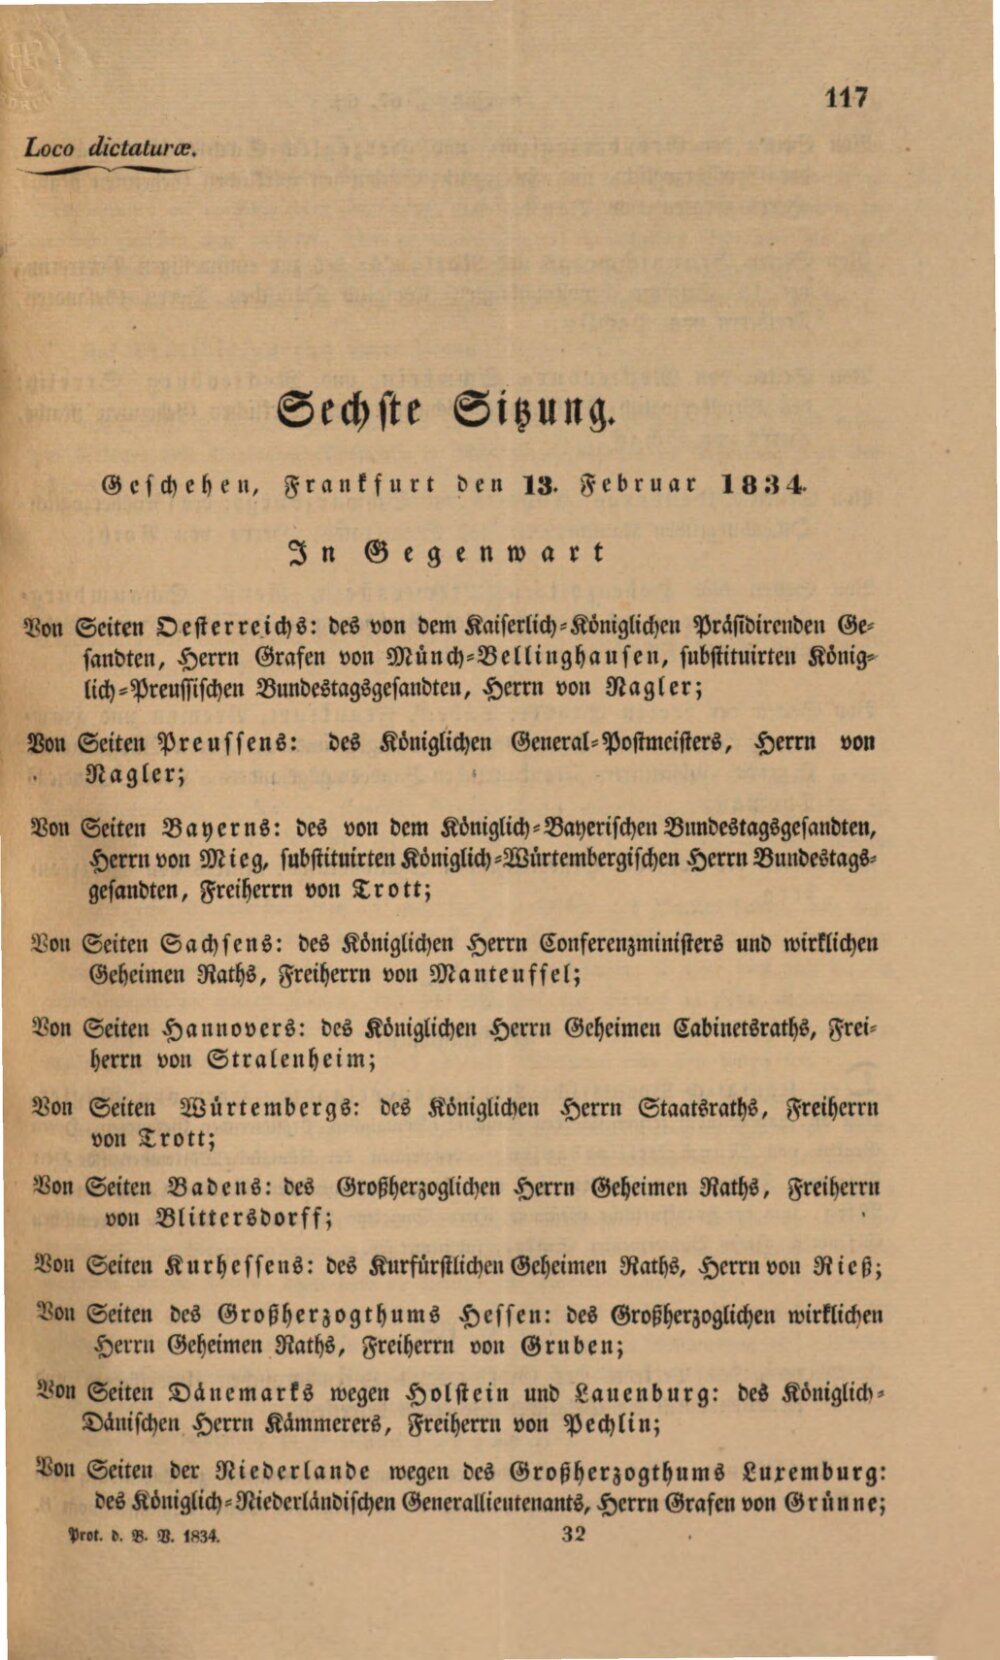 117
Loco dictaturæ.
Sechste Sitzung.
Geschehen, Frankfurt den 13. Februar 1834.
In Gegenwart
Von Seiten Oesterreichs: des von dem Kaiserlich-Königlichen Präsidirenden Ge-
sandten, Herrn Grafen von Münch-Bellinghausen, substituirten König-
lich-Preussischen Bundestagsgesandten, Herrn von Nagler;
Von Seiten Preussens: des Königlichen General-Postmeisters, Herrn von
Nagler;
Von Seiten Bayerns: des von dem Königlich-Bayerischen Bundestagsgesandten,
Herrn von Mieg, substituirten Königlich-Würtembergischen Herrn Bundestags-
gesandten, Freiherrn von Trott;
Von Seiten Sachsens: des Königlichen Herrn Conferenzministers und wirklichen
Geheimen Raths, Freiherrn von Manteuffel;
Von Seiten Hannovers: des Königlichen Herrn Geheimen Cabinetsraths, Frei-
herrn von Stralenheim;
Von Seiten Würtembergs: des Königlichen Herrn Staatsraths, Freiherrn
von Trott;
Von Seiten Badens: des Großherzoglichen Herrn Geheimen Raths, Freiherrn
von Blittersdorff;
Von Seiten Kurhessens: des Kurfürstlichen Geheimen Raths, Herrn von Rieß;
Von Seiten des Großherzogthums Hessen: des Großherzoglichen wirklichen
Herrn Geheimen Raths, Freiherrn von Gruben;
Von Seiten Dänemarks wegen Holstein und Lauenburg: des Königlich-
Dänischen Herrn Kämmerers, Freiherrn von Pechlin;
Von Seiten der Niederlande wegen des Großherzogthums Luxemburg:
des Königlich-Niederländischen Generallieutenants, Herrn Grafen von Grünne;
Prot. d. B. V. 1834. 32